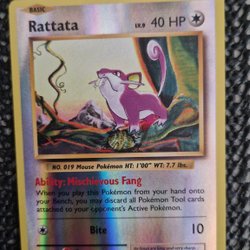 BASIC
Rattata
LV.9 40 HP
NO. 019 Mouse Pokémon HT: 1'00" WT: 7.7 lbs.
Ability: Mischievous Fang
When you play this Pokémon from your hand onto
your Bench, you may discard all Pokémon Tool cards
attached to your opponent's Active Pokémon.
Bite 10